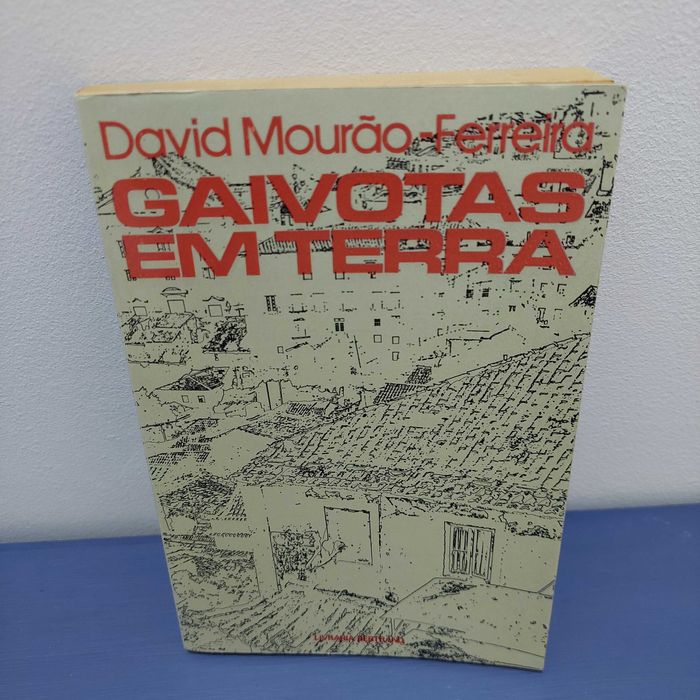 David Mourão-Ferreira
GAIVOTAS
EM TERRA
LIVRARIA BERTRAND